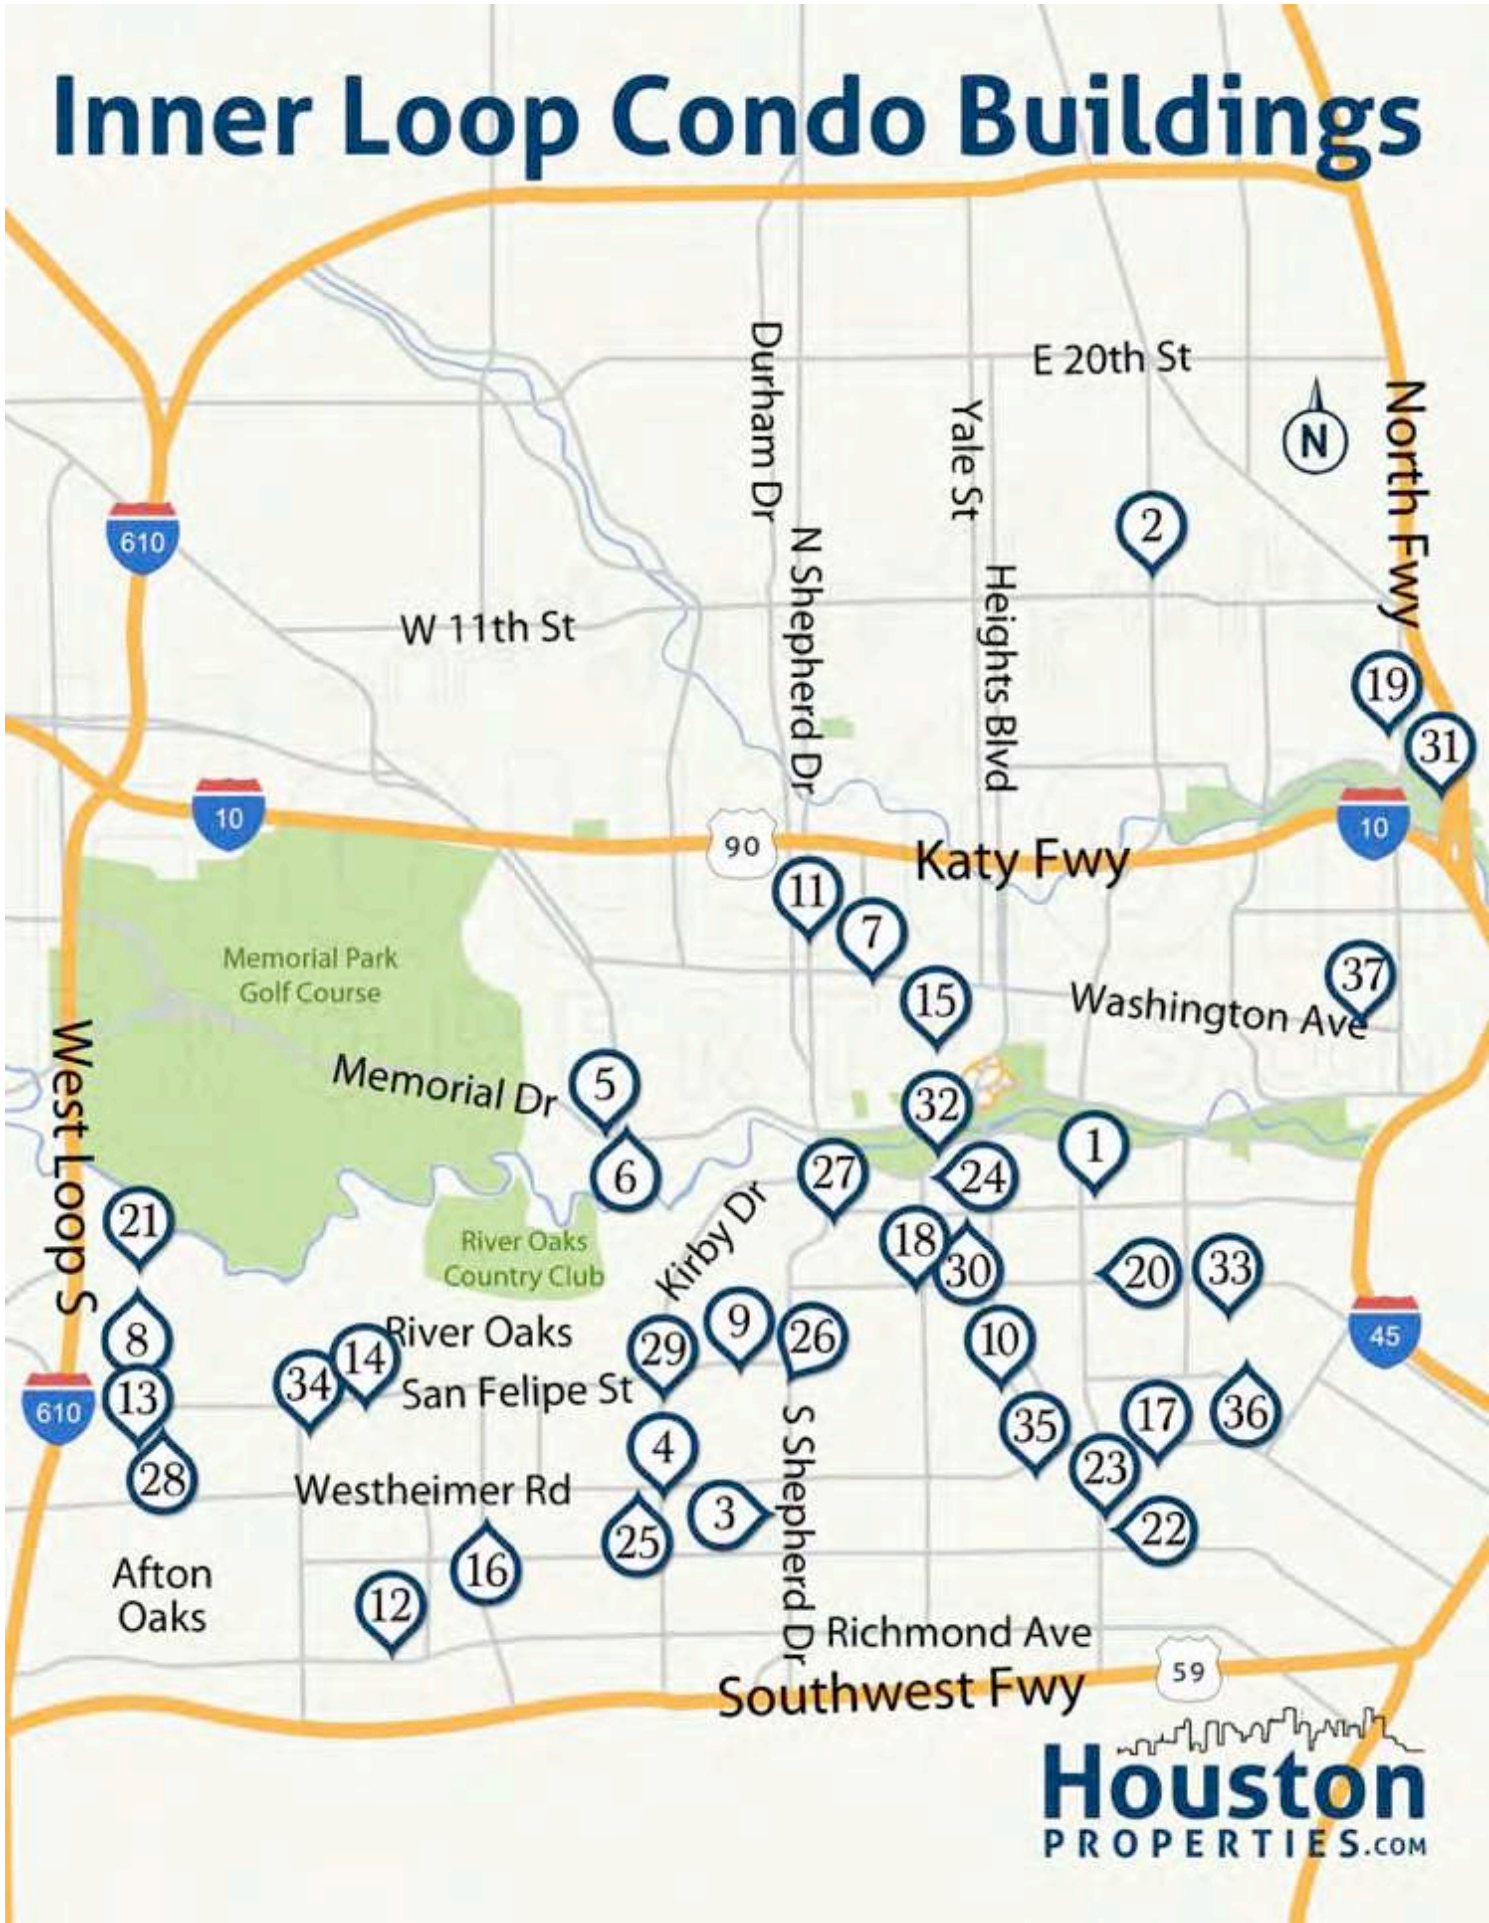 Inner Loop Condo Buildings
E 20th St
Durham Dr
Yale St
North Fwy
N
2
610
N Shepherd Dr
Heights Blvd
W 11th St
19
31
10
10
90
Katy Fwy
11
7
Memorial Park
Golf Course
37
15
Washington Ave
West Loop S
Memorial Dr
5
32
1
6
27
24
21
Kirby Dr
River Oaks
Country Club
18
30
20
33
8
River Oaks
29
9
26
10
45
14
34
13
San Felipe St
610
S Shepherd Dr
35
17
36
4
23
28
Westheimer Rd
3
22
25
16
Afton
Oaks
12
Richmond Ave
59
Southwest Fwy
Houston
PROPERTIES.COM